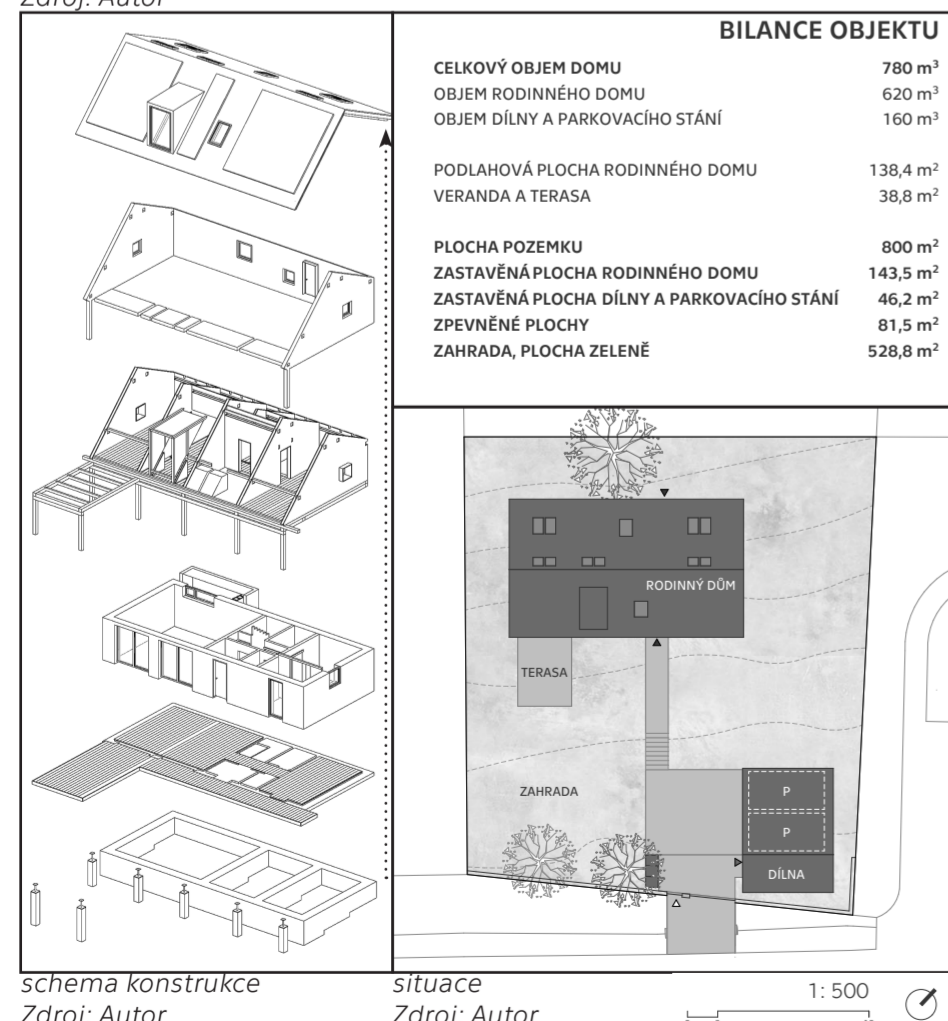 Zdroj: Autor
BILANCE OBJEKTU
CELKOVÝ OBJEM DOMU 780 m³
OBJEM RODINNÉHO DOMU 620 m³
OBJEM DÍLNY A PARKOVACÍHO STÁNÍ 160 m³
PODLAHOVÁ PLOCHA RODINNÉHO DOMU 138,4 m²
VERANDA A TERASA 38,8 m²
PLOCHA POZEMKU 800 m²
ZASTAVĚNÁ PLOCHA RODINNÉHO DOMU 143,5 m²
ZASTAVĚNÁ PLOCHA DÍLNY A PARKOVACÍHO STÁNÍ 46,2 m²
ZPEVNĚNÉ PLOCHY 81,5 m²
ZAHRADA, PLOCHA ZELENĚ 528,8 m²
RODINNÝ DŮM
TERASA
ZAHRADA
P
P
DÍLNA
schema konstrukce
Zdroj: Autor
situace
Zdroj: Autor
1: 500